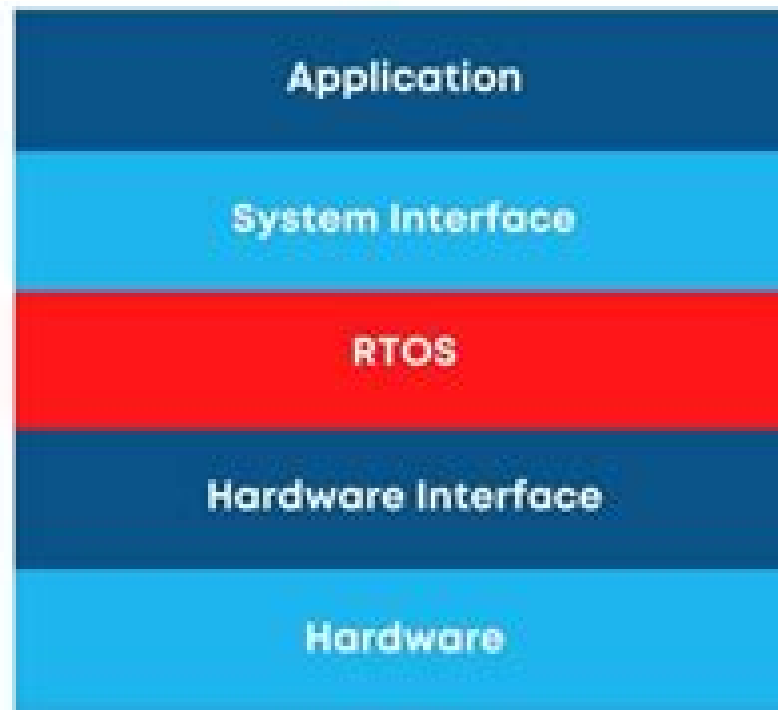 Application
System Interface
RTOS
Hardware Interface
Hardware